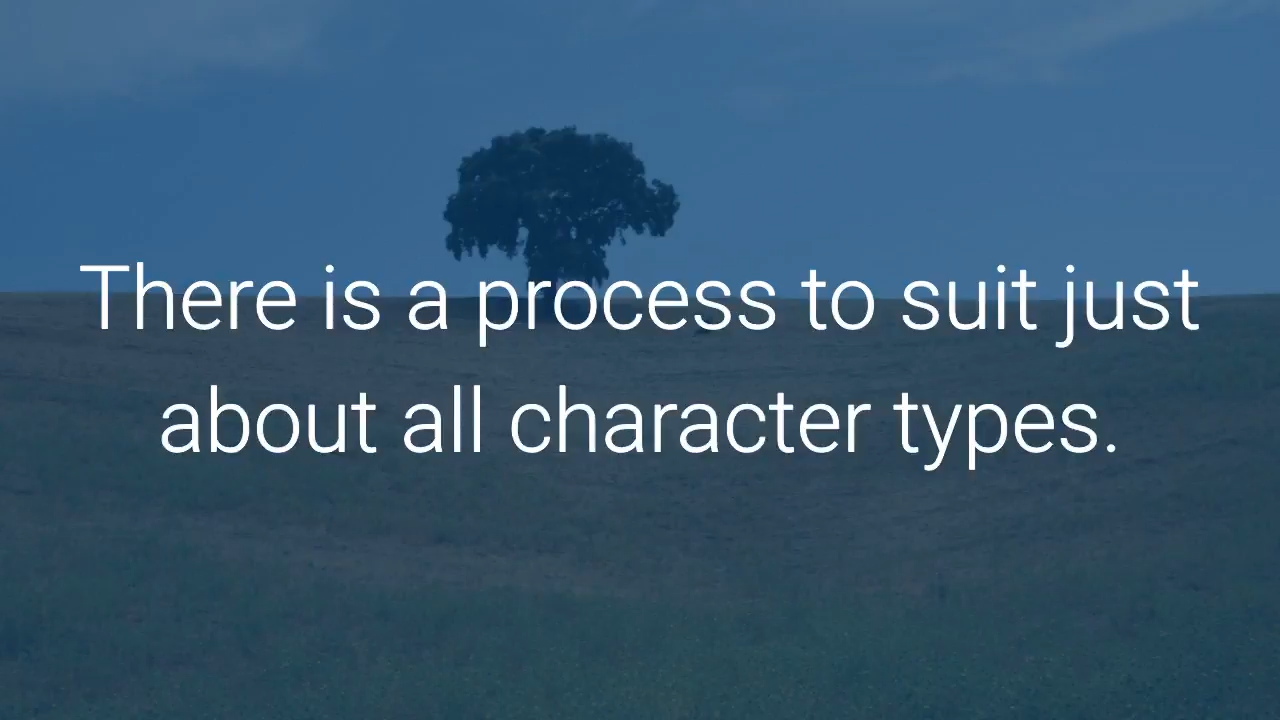 There is a process to suit just
about all character types.